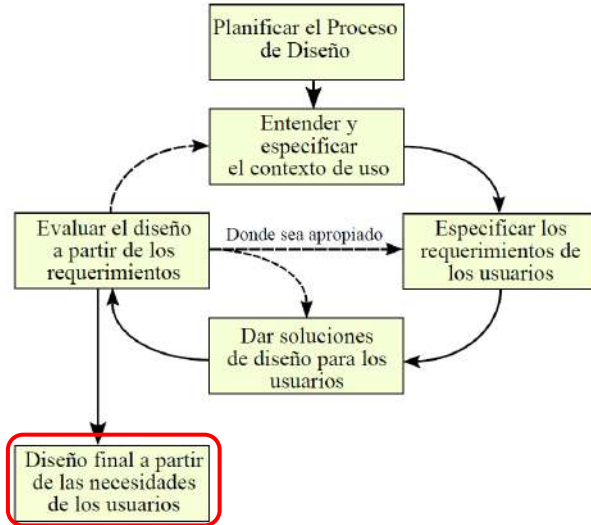 Planificar el Proceso
de Diseño
Entender y
especificar
el contexto de uso
Evaluar el diseño
a partir de los
requerimientos
Donde sea apropiado
Especificar los
requerimientos de
los usuarios
Dar soluciones
de diseño para los
usuarios
Diseño final a partir
de las necesidades
de los usuarios